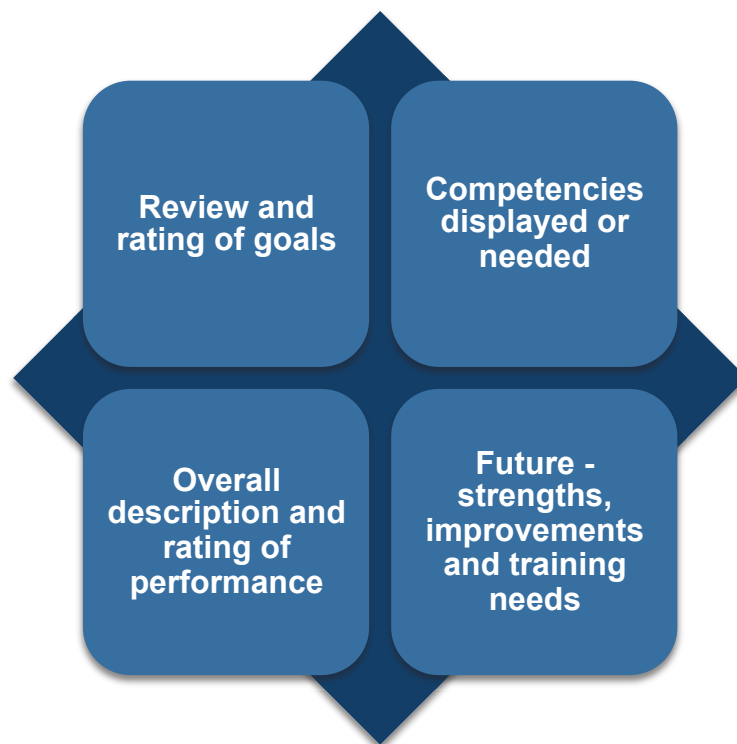 Review and
rating of goals
Competencies
displayed or
needed
Overall
description and
rating of
performance
Future -
strengths,
improvements
and training
needs